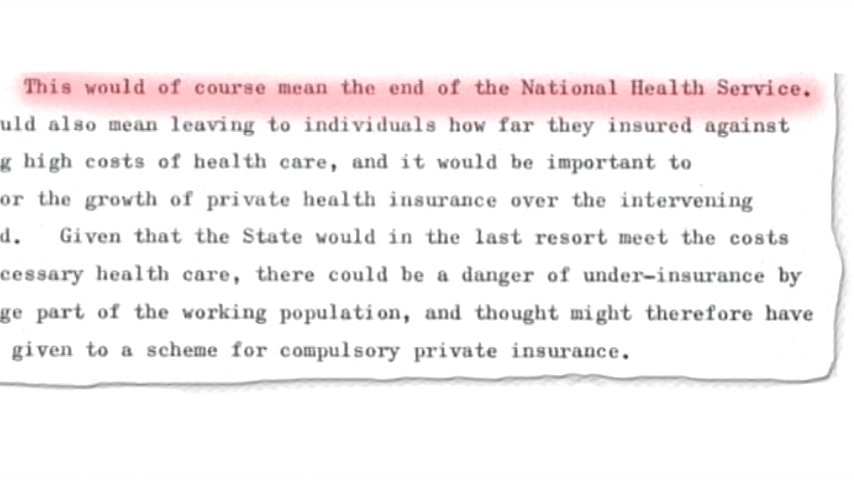 This would of course mean the end of the National Health Service.
uld also mean leaving to individuals how far they insured against
g high costs of health care, and it would be important to
or the growth of private health insurance over the intervening
d. Given that the State would in the last resort meet the costs
cessary health care, there could be a danger of under-insurance by
ge part of the working population, and thought might therefore have
given to a scheme for compulsory private insurance.